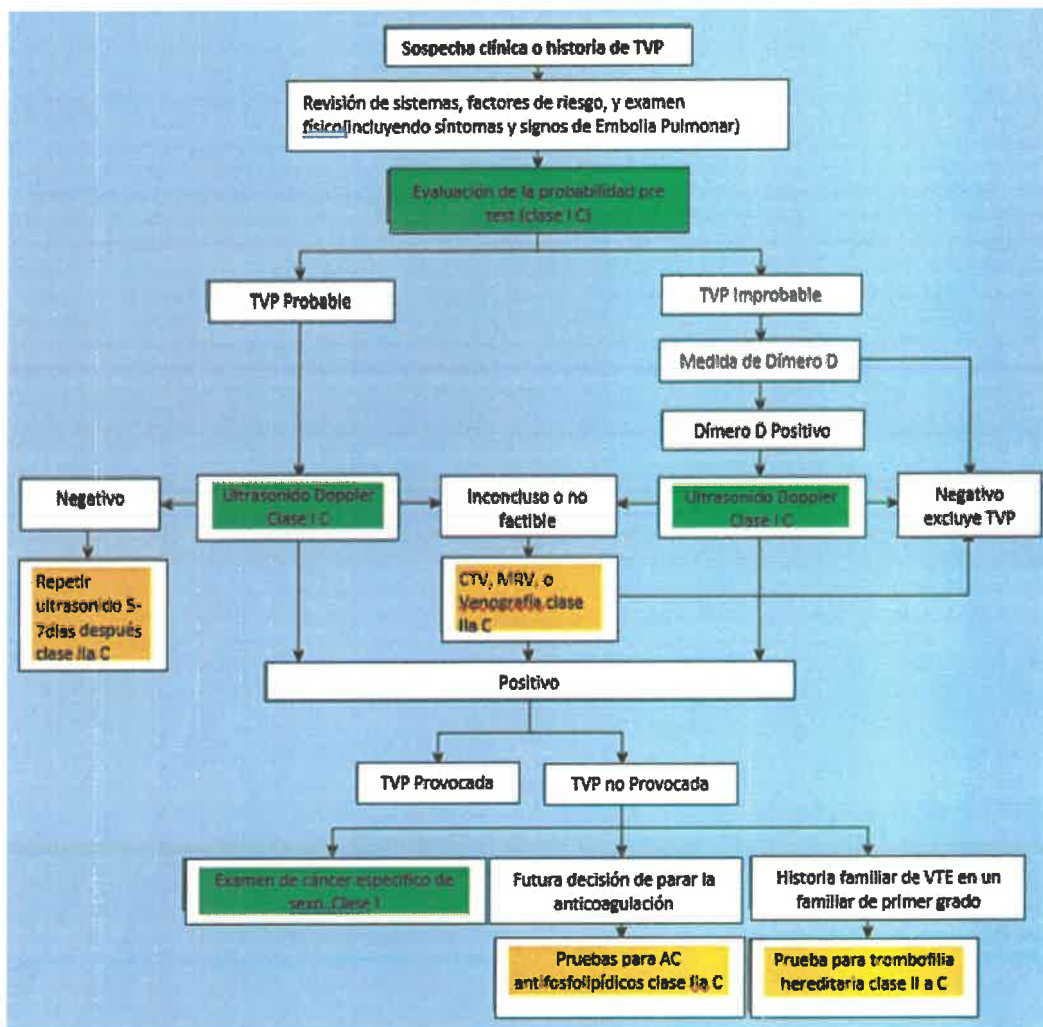 Sospecha clínica o historia de TVP
Revisión de sistemas, factores de riesgo, y examen
físico(incluyendo síntomas y signos de Embolia Pulmonar)
Evaluación de la probabilidad pre
test (clase I C)
TVP Probable
TVP Improbable
Medida de Dímero D
Dímero D Positivo
Negativo
Ultrasonido Doppler
Clase I C
Inconcluso o no
factible
Ultrasonido Doppler
Clase I C
Negativo
excluye TVP
Repetir
ultrasonido 5-
7dias después
clase IIa C
CTV, MRV, o
Venografía clase
IIa C
Positivo
TVP Provocada
TVP no Provocada
Examen de cáncer especifico de
sexo. Clase I
Futura decisión de parar la
anticoagulación
Historia familiar de VTE en un
familiar de primer grado
Pruebas para AC
antifosfolipídicos clase IIa C
Prueba para trombofilia
hereditaria clase II a C